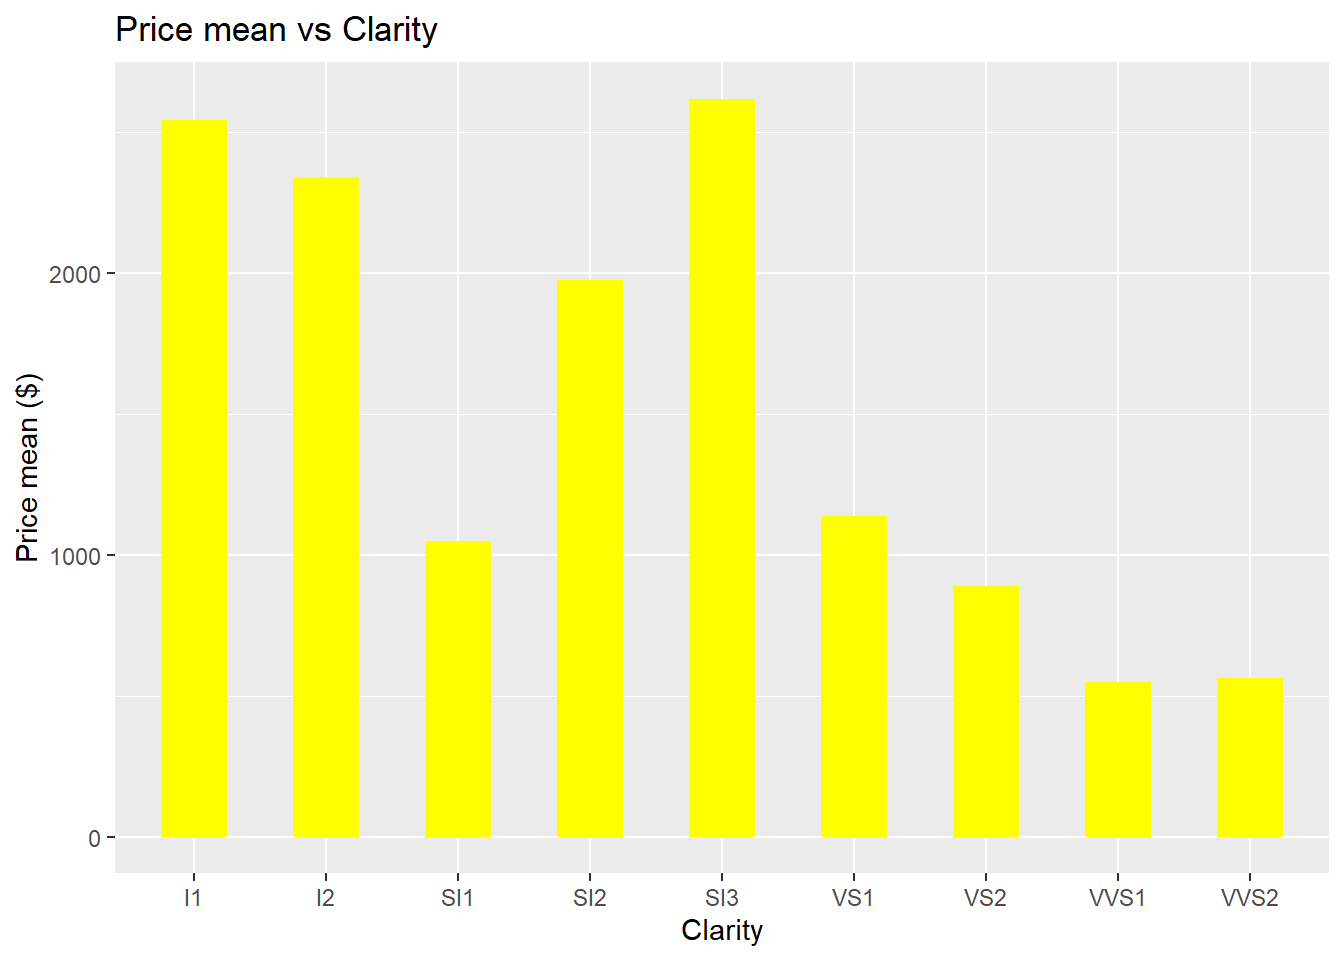 Price mean vs Clarity
Price mean ($)
2000
1000
0
I1 I2 SI1 SI2 SI3 VS1 VS2 VVS1 VVS2
Clarity